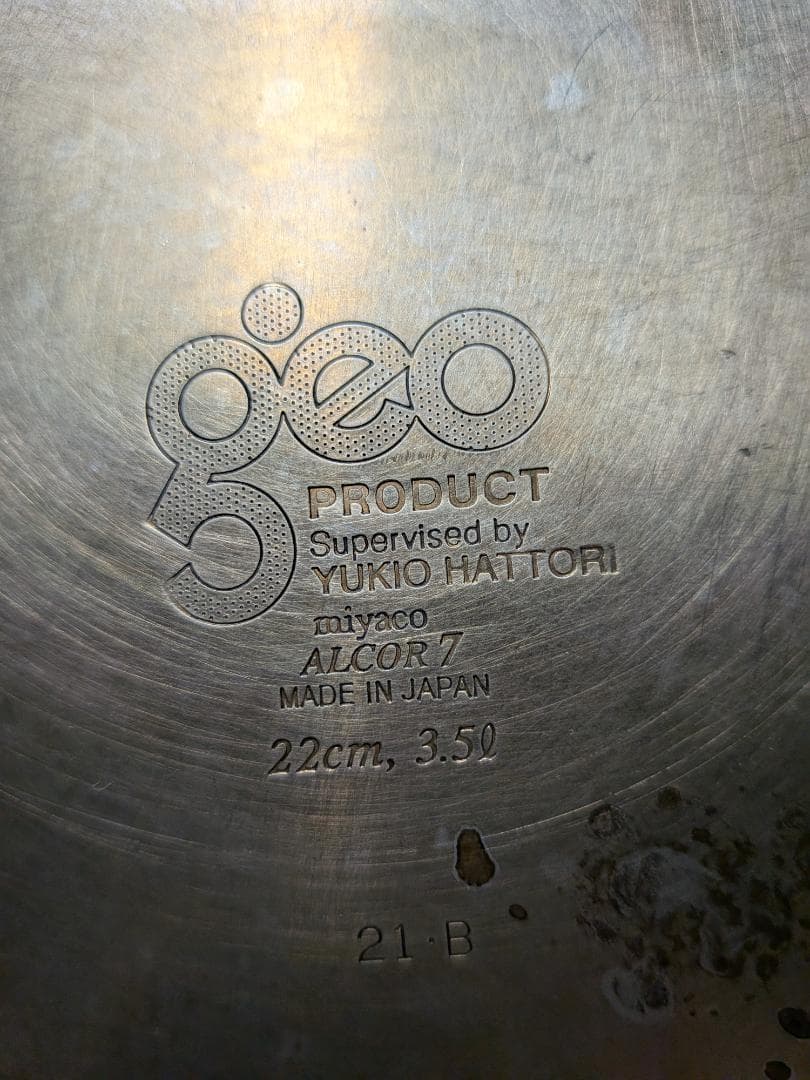 geo
PRODUCT
Supervised by
YUKIO HATTORI
miyaco
ALCOR 7
MADE IN JAPAN
22cm, 3.5ℓ
21·B